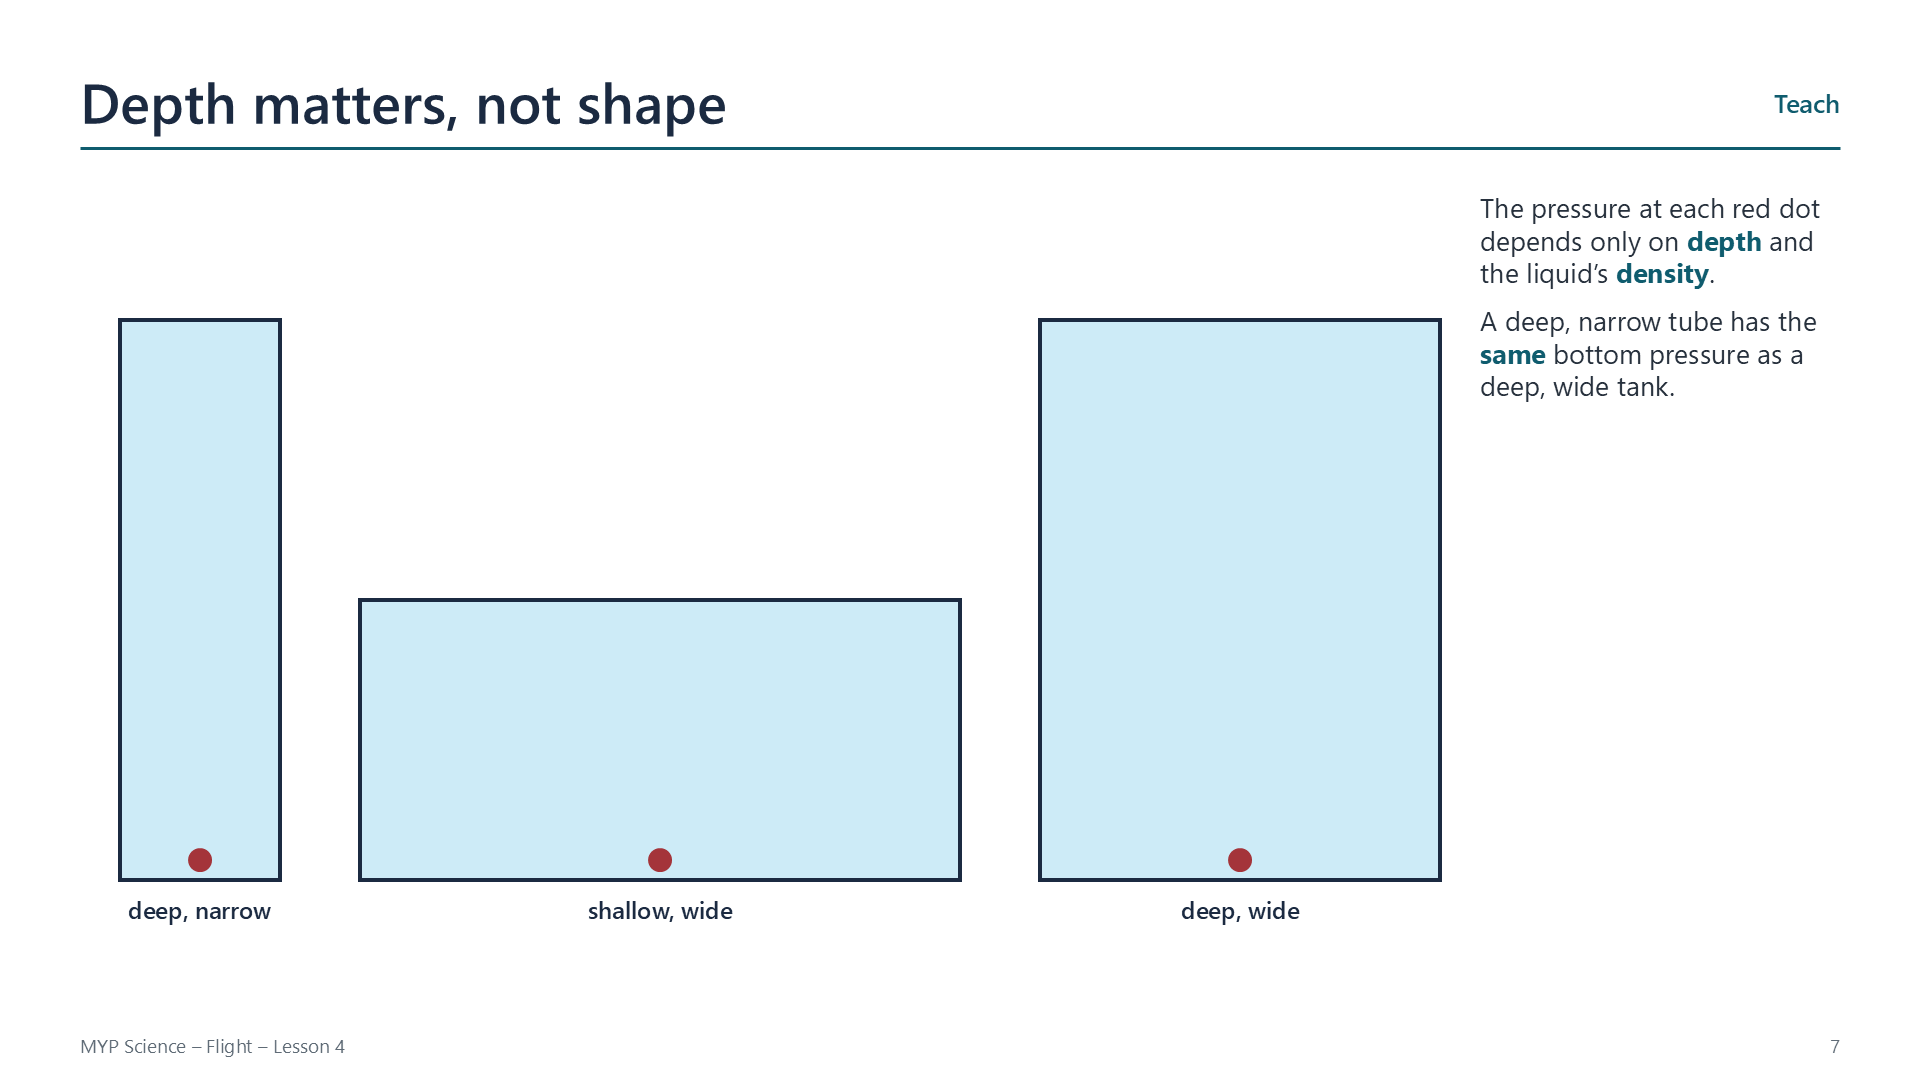 Depth matters, not shape
Teach
The pressure at each red dot
depends only on depth and
the liquid’s density.
A deep, narrow tube has the
same bottom pressure as a
deep, wide tank.
deep, narrow
shallow, wide
deep, wide
MYP Science – Flight – Lesson 4
7